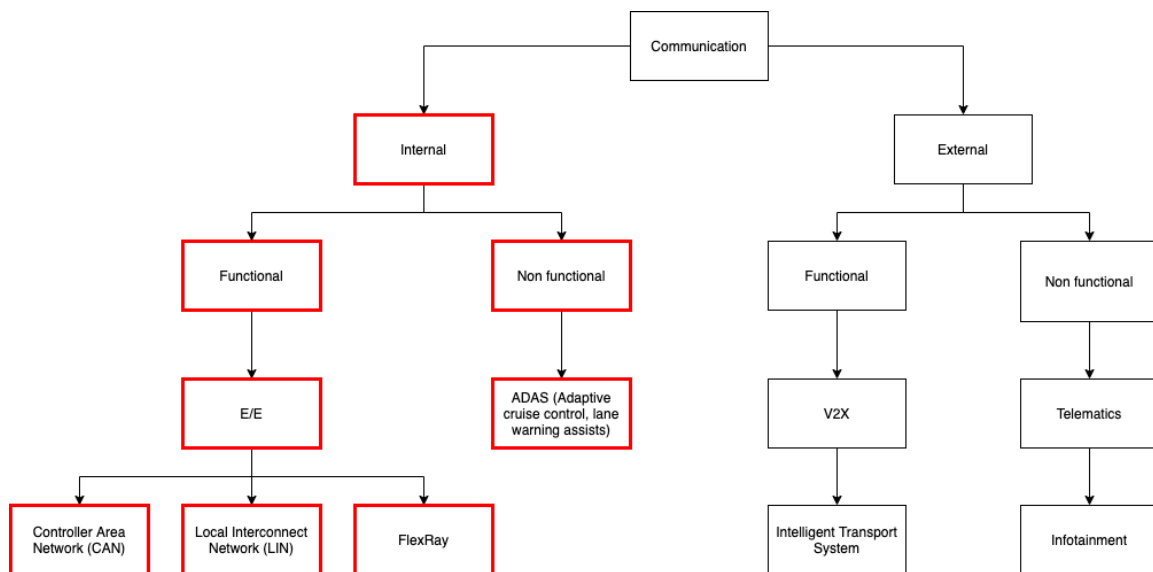 Communication
Internal
External
Functional
Non functional
Functional
Non functional
E/E
ADAS (Adaptive
cruise control, lane
warning assists)
V2X
Telematics
Controller Area
Network (CAN)
Local Interconnect
Network (LIN)
FlexRay
Intelligent Transport
System
Infotainment